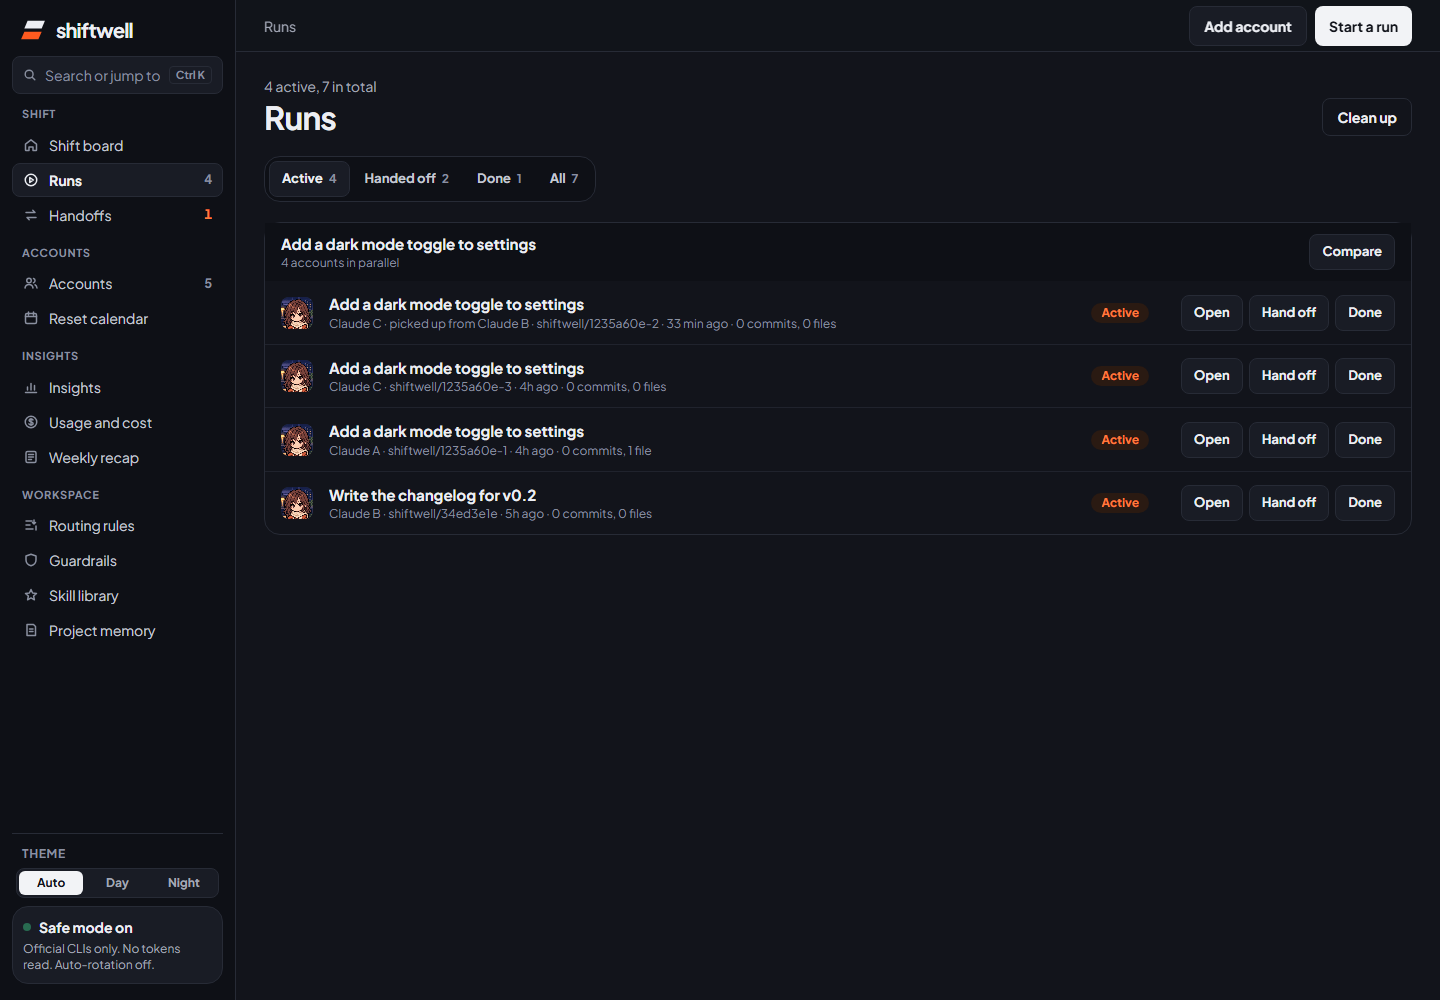 shiftwell
Search or jump to Ctrl K
SHIFT
Shift board
Runs 4
Handoffs 1
ACCOUNTS
Accounts 5
Reset calendar
INSIGHTS
Insights
Usage and cost
Weekly recap
WORKSPACE
Routing rules
Guardrails
Skill library
Project memory
THEME
Auto Day Night
Safe mode on
Official CLIs only. No tokens
read. Auto-rotation off.
Runs Add account Start a run
4 active, 7 in total
Runs
Clean up
Active 4 Handed off 2 Done 1 All 7
Add a dark mode toggle to settings
4 accounts in parallel
Compare
Add a dark mode toggle to settings
Claude C · picked up from Claude B · shiftwell/1235a60e-2 · 33 min ago · 0 commits, 0 files
Active Open Hand off Done
Add a dark mode toggle to settings
Claude C · shiftwell/1235a60e-3 · 4h ago · 0 commits, 0 files
Active Open Hand off Done
Add a dark mode toggle to settings
Claude A · shiftwell/1235a60e-1 · 4h ago · 0 commits, 1 file
Active Open Hand off Done
Write the changelog for v0.2
Claude B · shiftwell/34ed3e1e · 5h ago · 0 commits, 0 files
Active Open Hand off Done